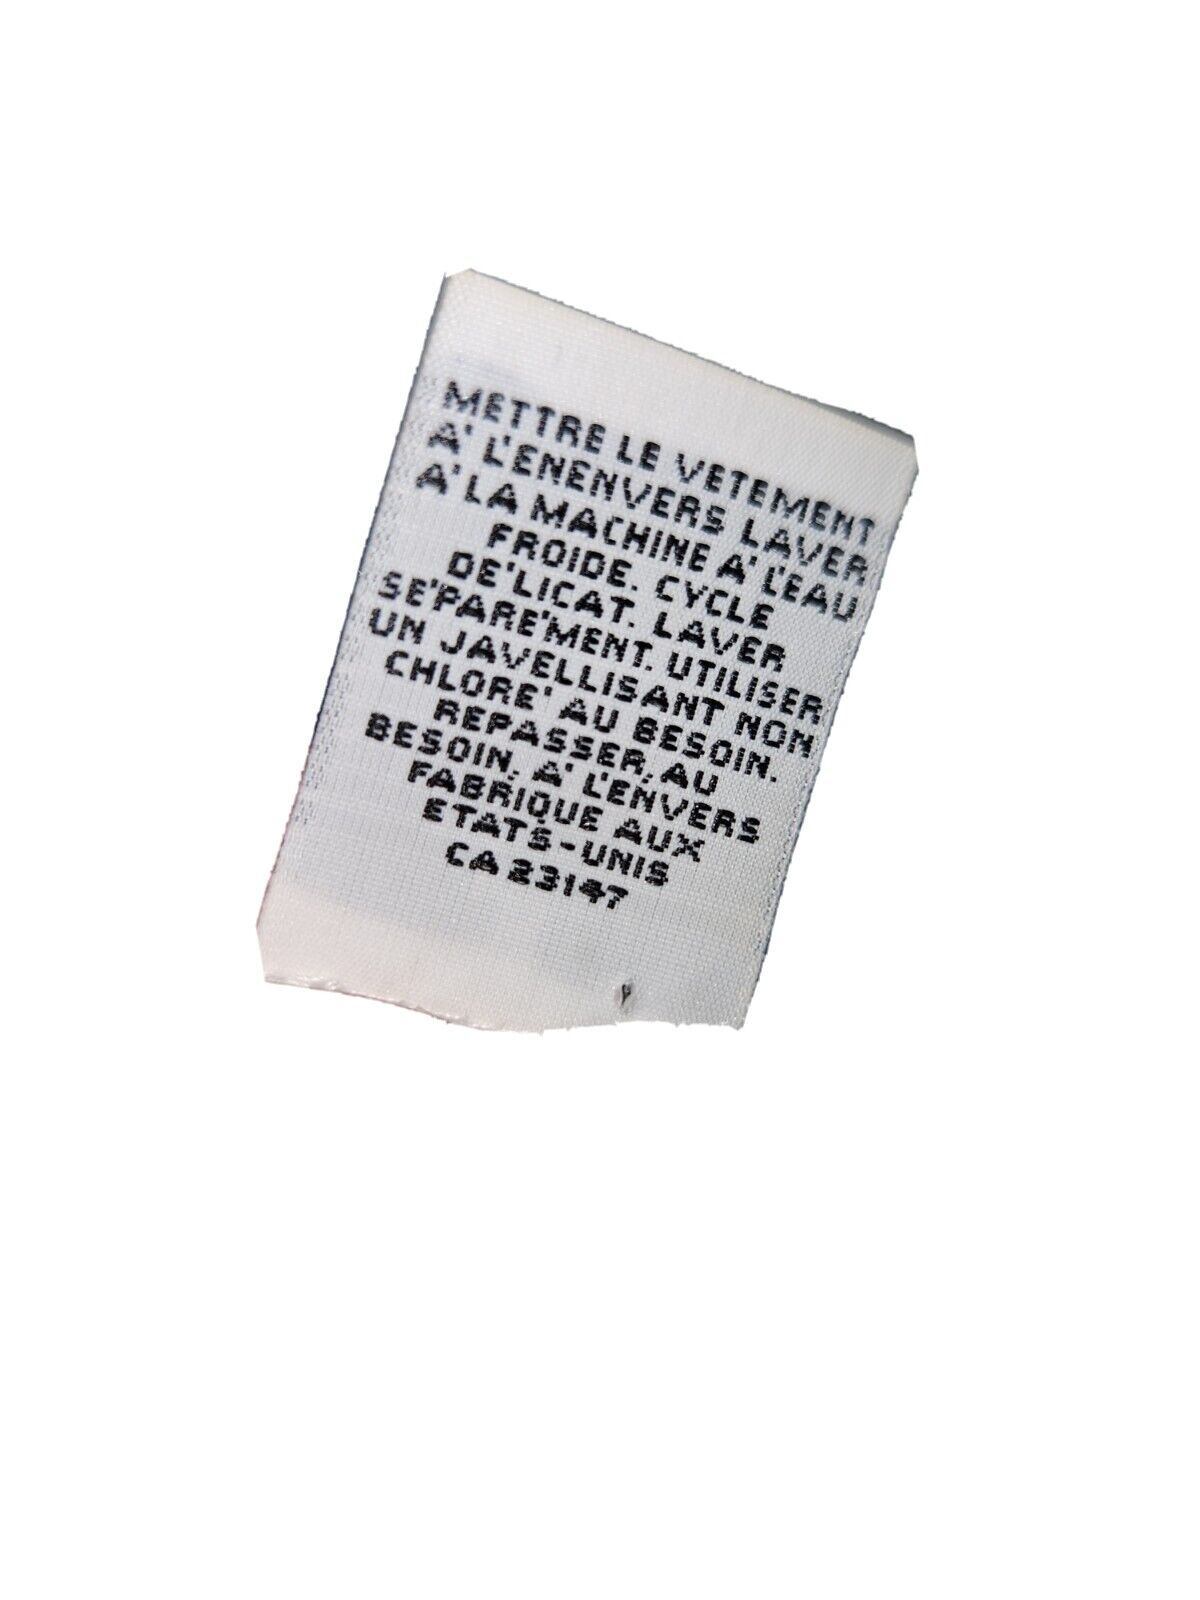 METTRE LE VETEMENT
A' L'ENENVERS LAVER
A' LA MACHINE A' L'EAU
FROIDE. CYCLE
DE'LICAT. LAVER
SE'PARE'MENT. UTILISER
UN JAVELLISANT NON
CHLORE' AU BESOIN.
REPASSER, AU
BESOIN, A' L'ENVERS
FABRIQUE AUX
ETATS-UNIS
CA 23147